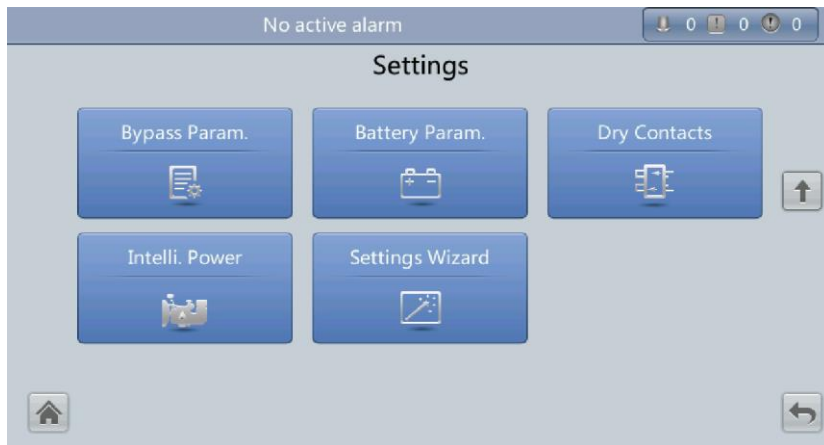 No active alarm
0 0 0
Settings
Bypass Param.
Battery Param.
Dry Contacts
Intelli. Power
Settings Wizard